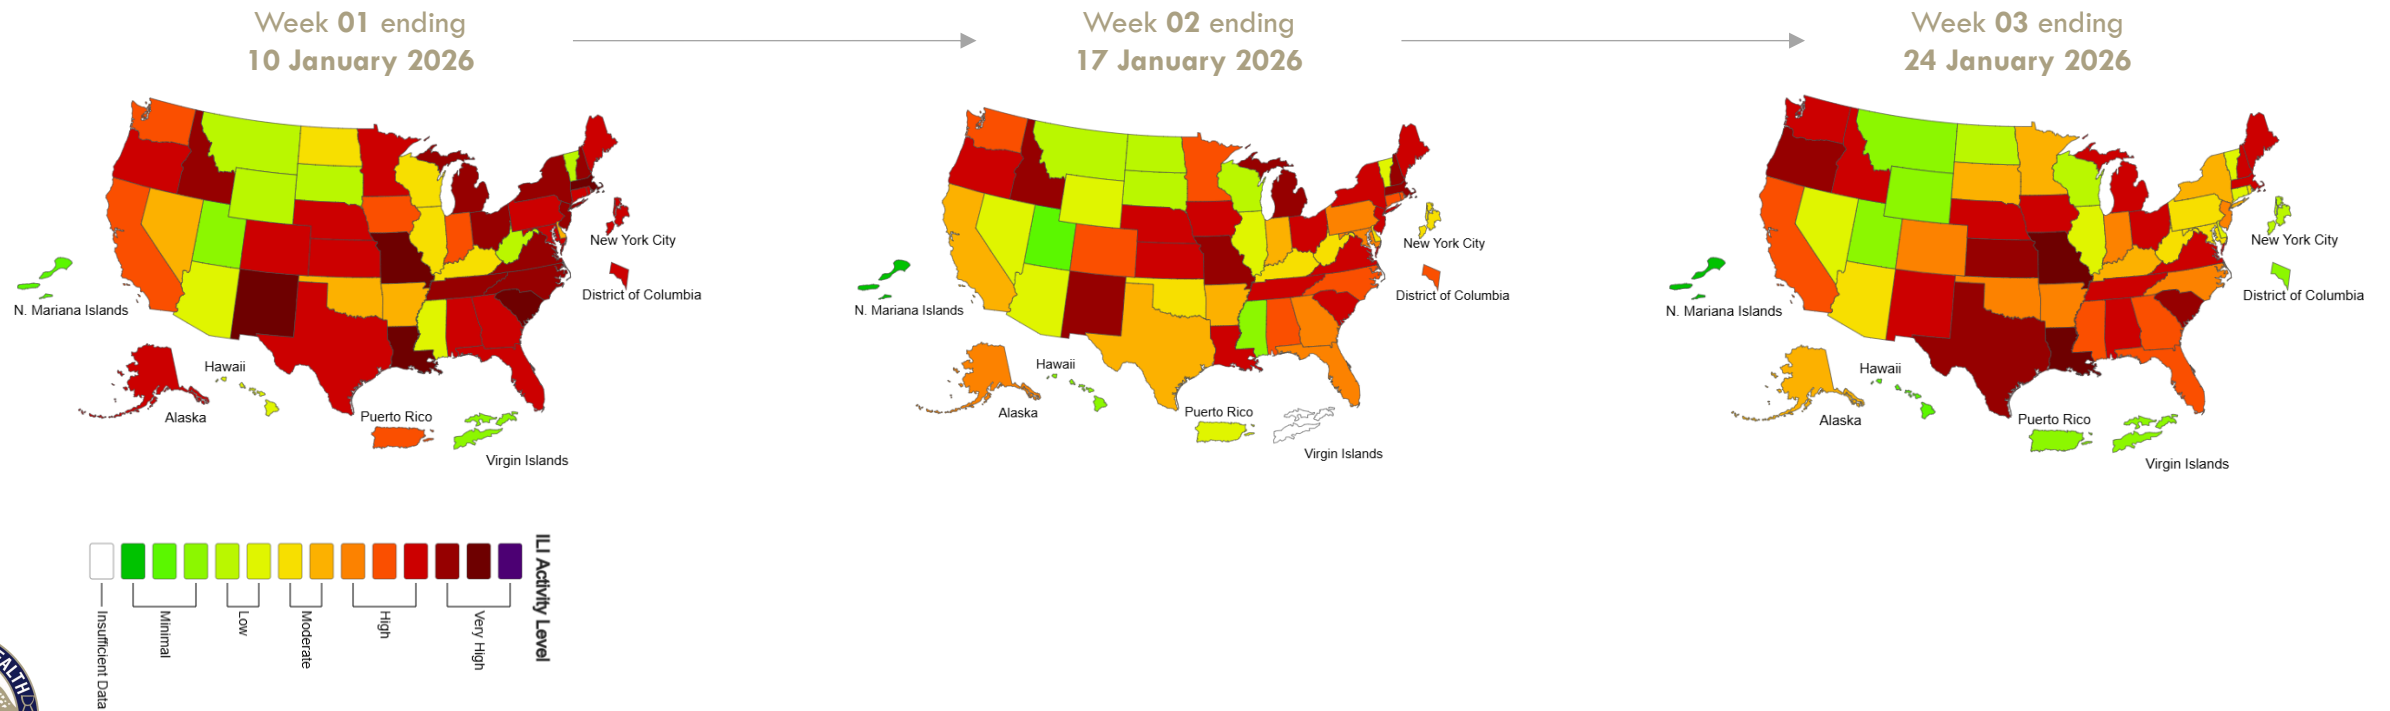 Week 01 ending
10 January 2026
Week 02 ending
17 January 2026
Week 03 ending
24 January 2026
New York City
District of Columbia
N. Mariana Islands
Hawaii
Alaska
Puerto Rico
Virgin Islands
New York City
District of Columbia
N. Mariana Islands
Hawaii
Alaska
Puerto Rico
Virgin Islands
New York City
District of Columbia
N. Mariana Islands
Hawaii
Alaska
Puerto Rico
Virgin Islands
ILI Activity Level
Insufficient Data
Minimal
Low
Moderate
High
Very High